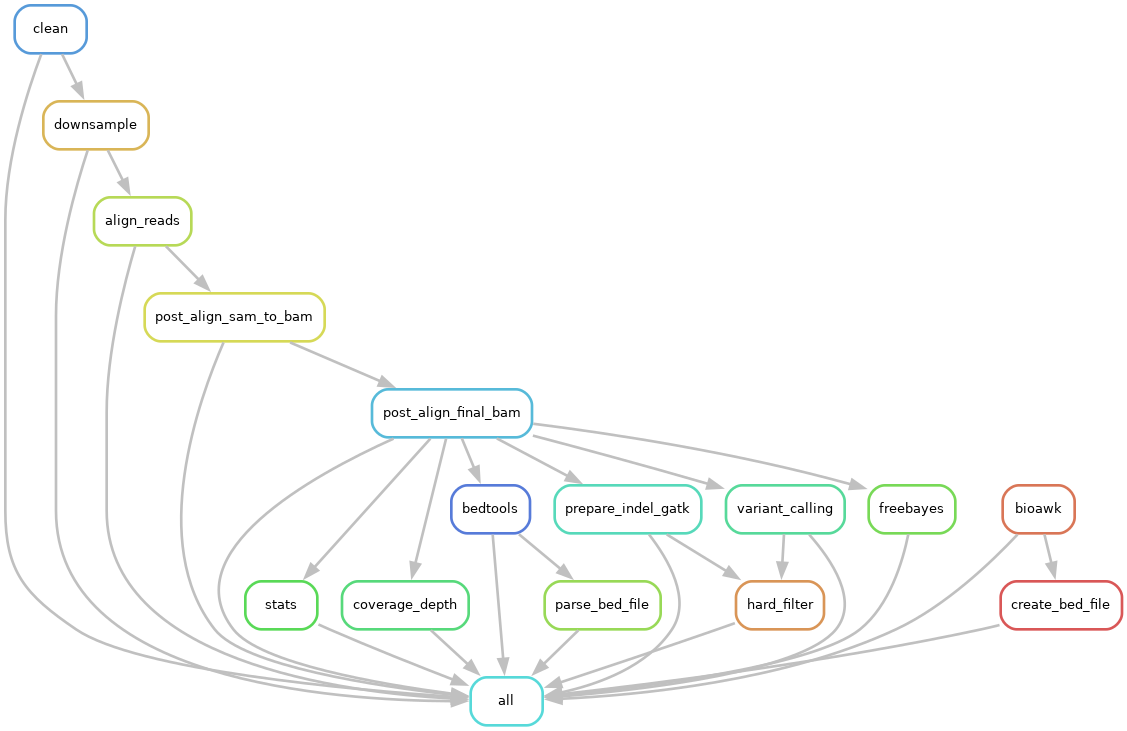 clean
downsample
align_reads
post_align_sam_to_bam
post_align_final_bam
bedtools
prepare_indel_gatk
variant_calling
freebayes
bioawk
stats
coverage_depth
parse_bed_file
hard_filter
create_bed_file
all